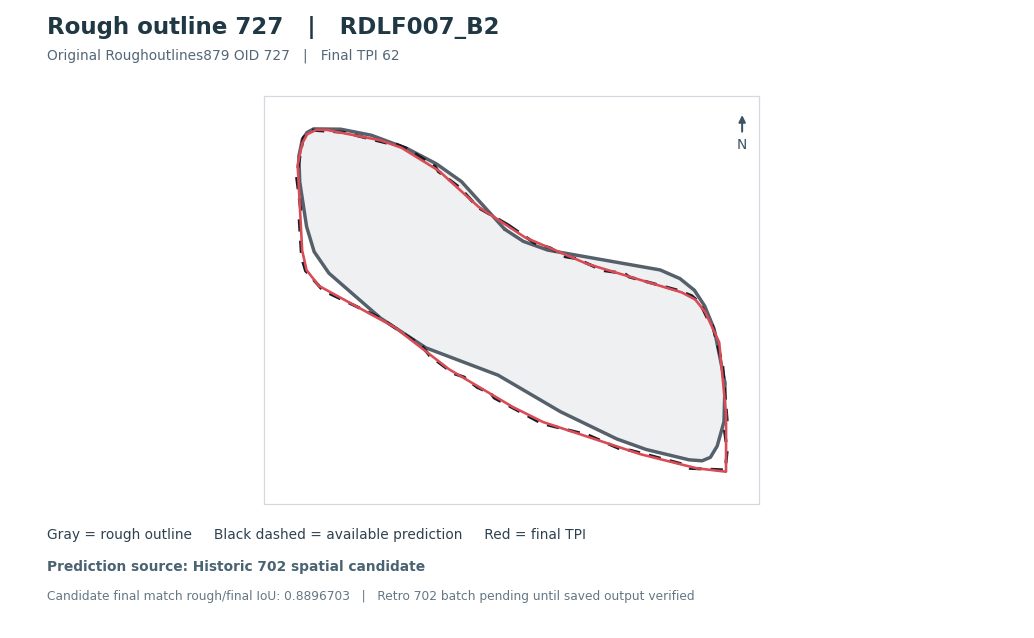 Rough outline 727   |   RDLF007_B2
Original Roughoutlines879 OID 727   |   Final TPI 62
N
Gray = rough outline     Black dashed = available prediction     Red = final TPI
Prediction source: Historic 702 spatial candidate
Candidate final match rough/final IoU: 0.8896703   |   Retro 702 batch pending until saved output verified